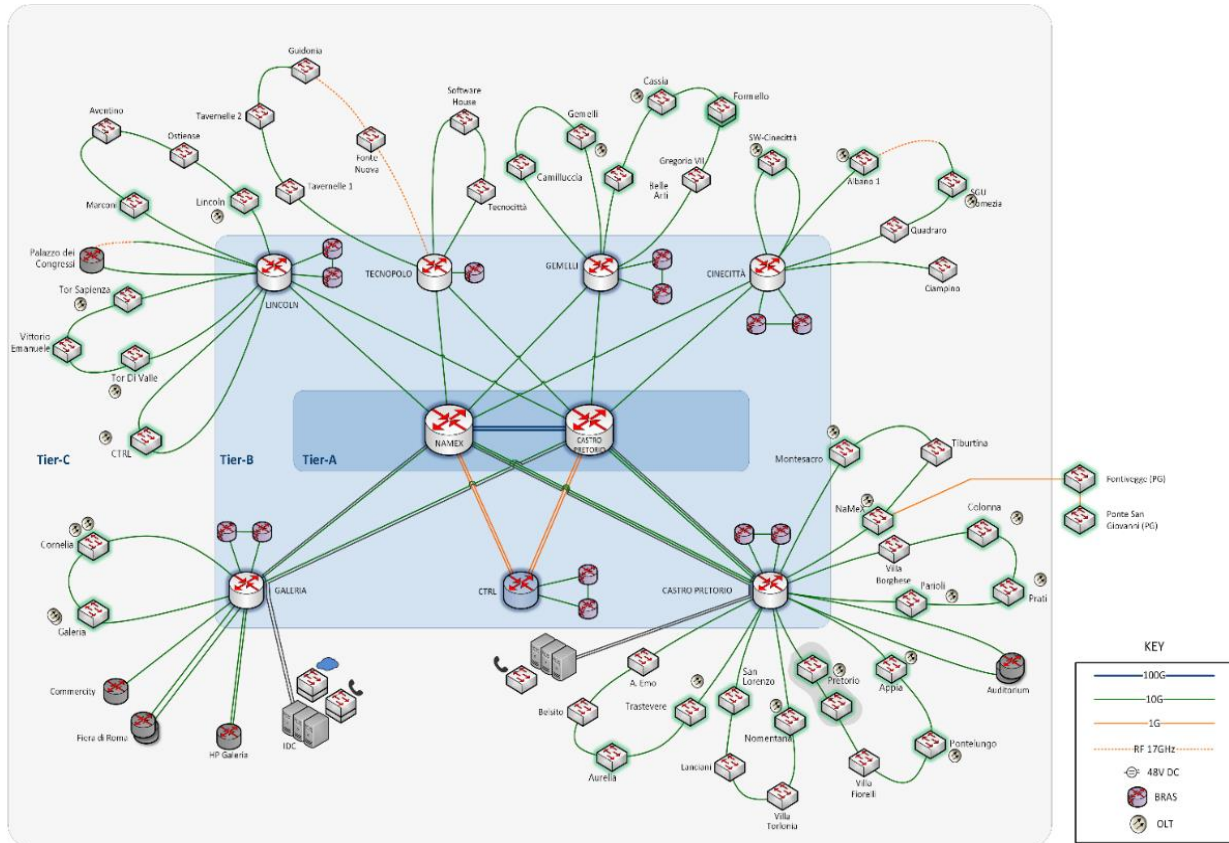 Guidonia
Cassia
Formello
Software
House
Gemelli
Aventino
Tavernelle 2
Ostiense
SW-Cinecittà
Fonte
Nuova
Gregorio VII
Camilluccia
Belle
Arti
Albano 1
SGU
Pomezia
Tavernelle 1
Tecnocittà
Marconi
Lincoln
Quadraro
Palazzo dei
Congressi
TECNOPOLO
GEMELLI
CINECITTÀ
Ciampino
Tor Sapienza
LINCOLN
Vittorio
Emanuele
Tor Di Valle
NAMEX
CASTRO
PRETORIO
CTRL
Tier-C
Tier-B
Tier-A
Montesacro
Tiburtina
Fontivegge (PG)
NaMeX
Colonna
Ponte San
Giovanni (PG)
Cornelia
Villa
Borghese
GALERIA
CTRL
CASTRO PRETORIO
Parioli
Prati
Galeria
KEY
100G
10G
1G
RF 17GHz
48V DC
BRAS
OLT
A. Emo
San
Lorenzo
Pretorio
Appia
Auditorium
Commercity
Belsito
Trastevere
Nomentana
Fiera di Roma
HP Galeria
IDC
Aurelia
Lanciani
Villa
Torlonia
Villa
Fiorelli
Pontelungo